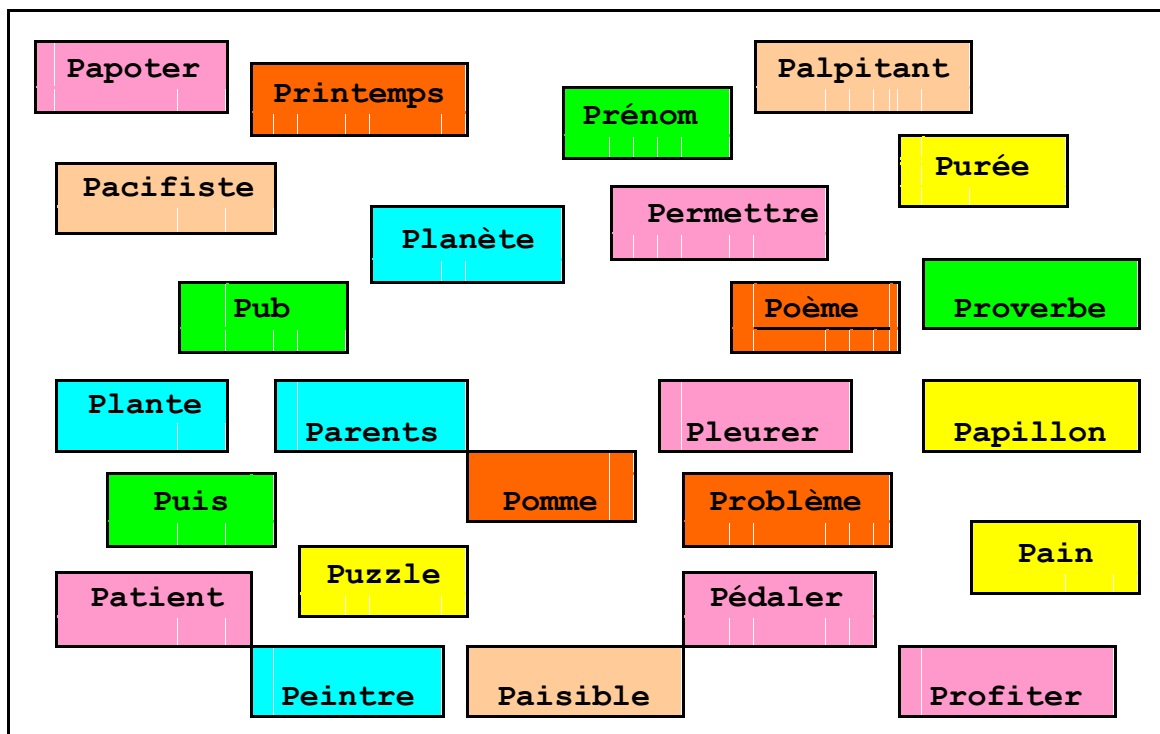 Papoter
Printemps
Prénom
Palpitant
Purée
Pacifiste
Planète
Permettre
Pub
Poème
Proverbe
Plante
Parents
Pleurer
Papillon
Puis
Pomme
Problème
Pain
Puzzle
Patient
Pédaler
Peintre
Paisible
Profiter